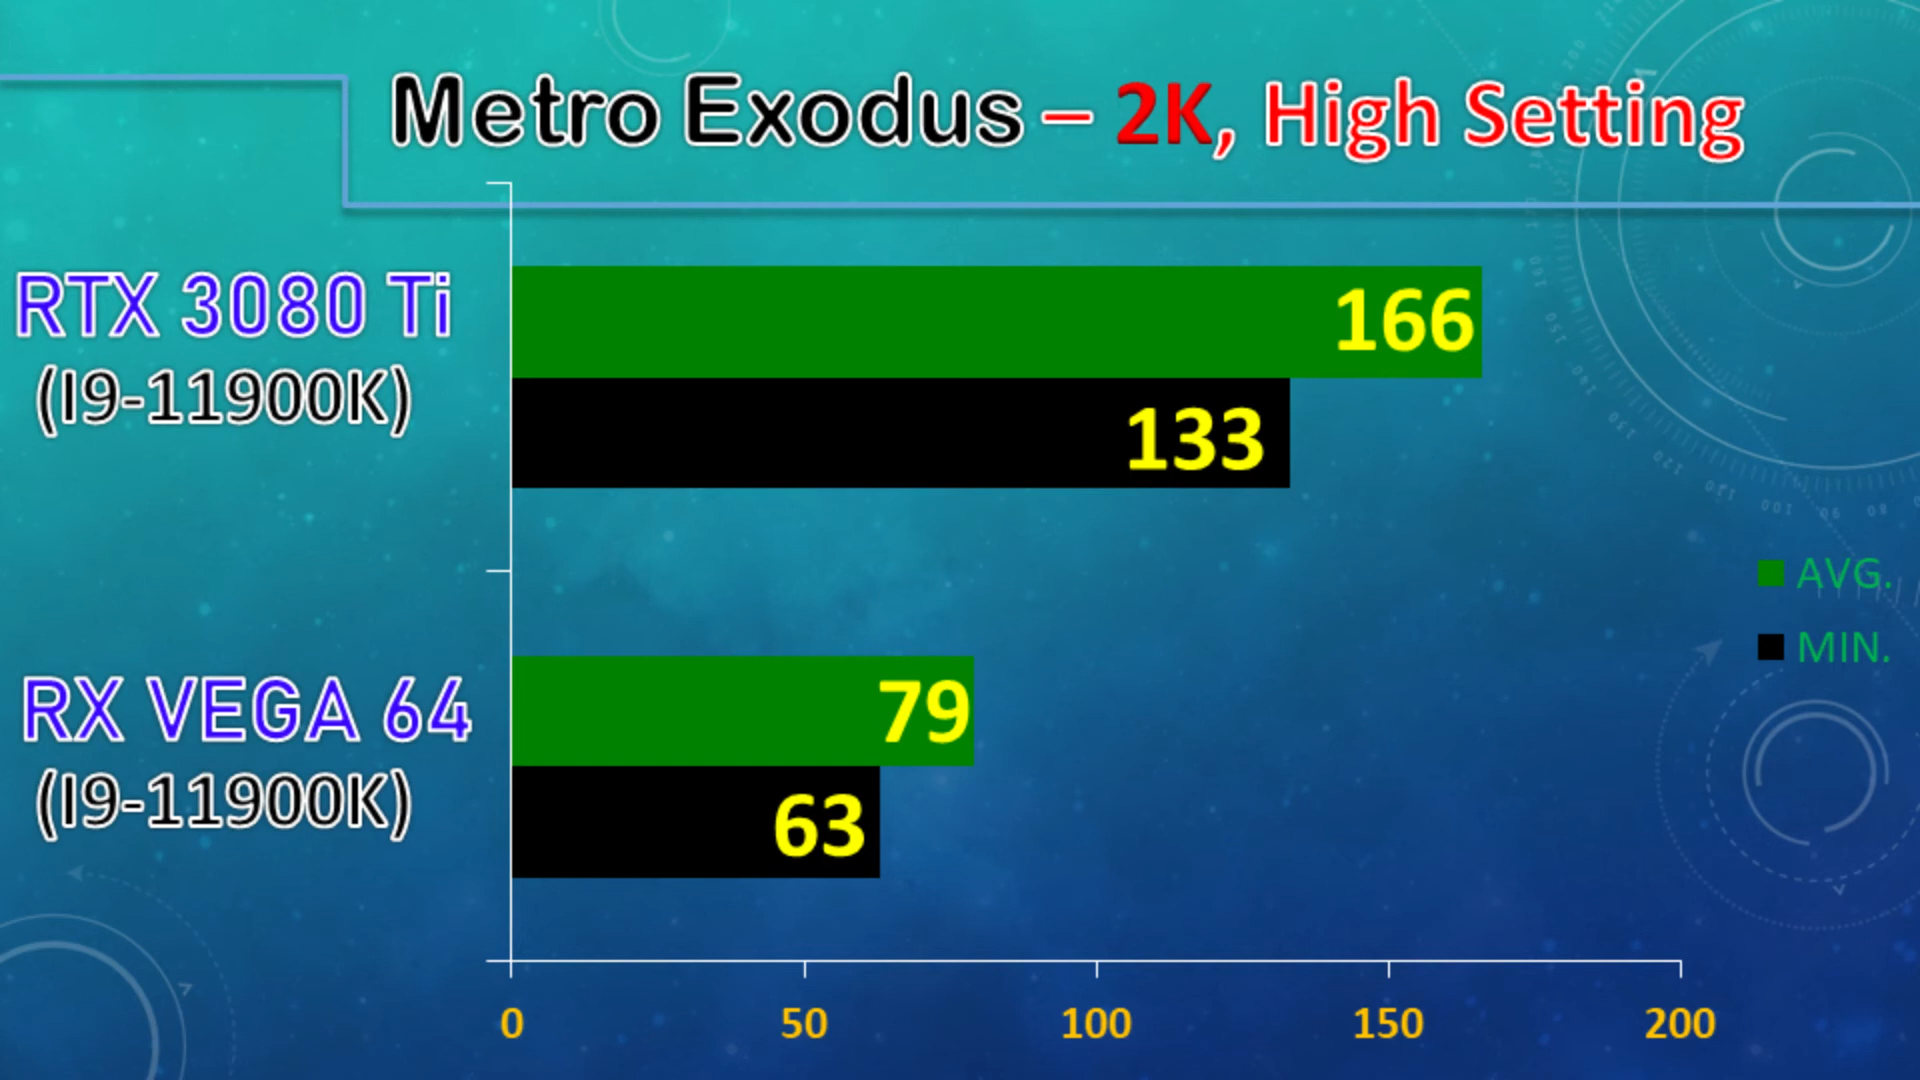 Metro Exodus – 2K, High Setting
RTX 3080 Ti
(I9-11900K)
166
133
RX VEGA 64
(I9-11900K)
79
63
AVG.
MIN.
0 50 100 150 200